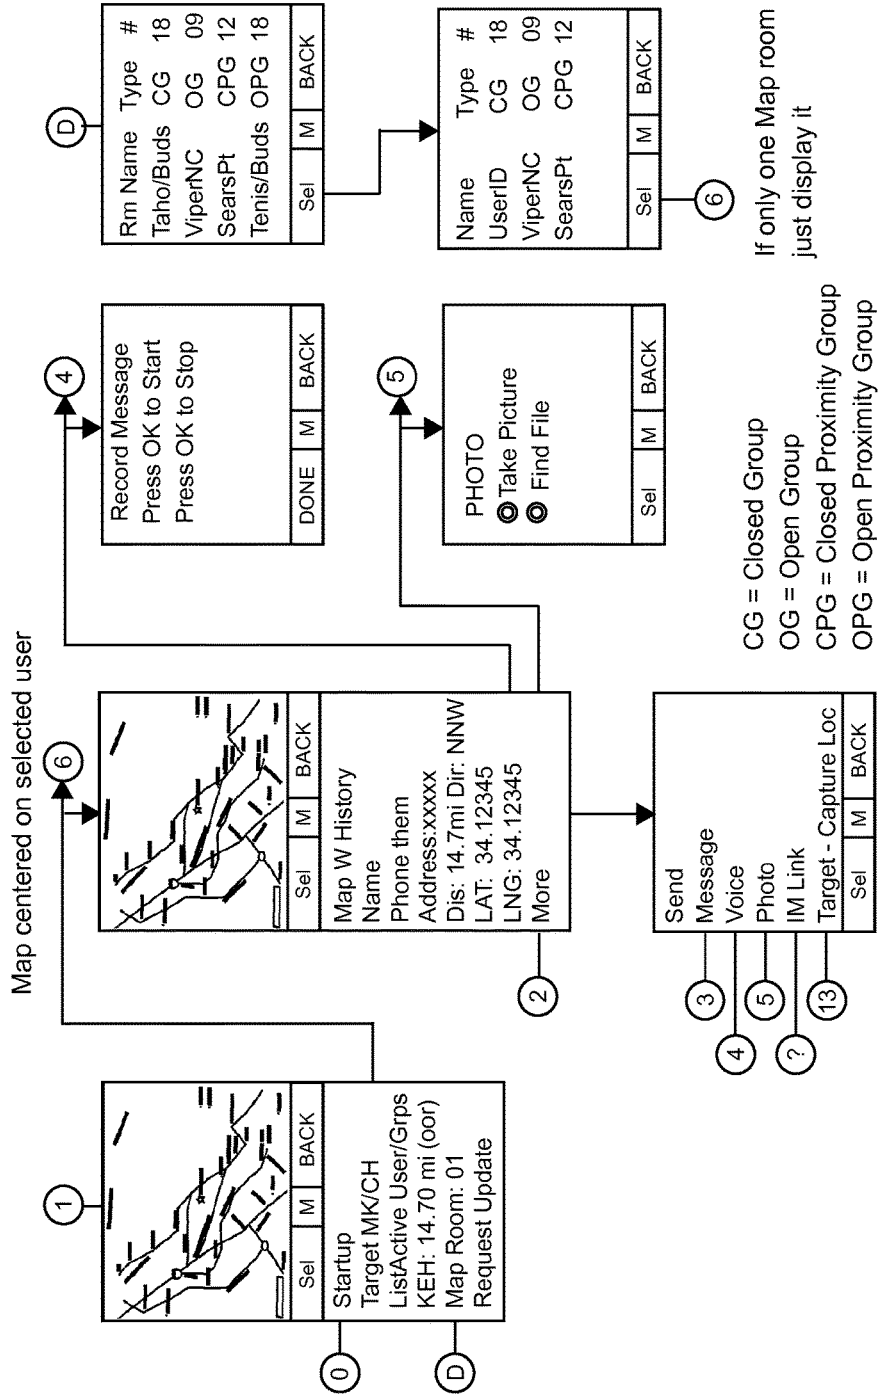 1
Sel M BACK
Startup
Target MK/CH
ListActive User/Grps
KEH: 14.70 mi (oor)
Map Room: 01
Request Update
0
D
Map centered on selected user
6
Sel M BACK
Map W History
Name
Phone them
Address:xxxxx
Dis: 14.7mi Dir: NNW
LAT: 34.12345
LNG: 34.12345
More
2
Send
Message
Voice
Photo
IM Link
Target - Capture Loc
Sel M BACK
3
4
5
?
13
4
Record Message
Press OK to Start
Press OK to Stop
DONE M BACK
5
PHOTO
Take Picture
Find File
Sel M BACK
CG = Closed Group
OG = Open Group
CPG = Closed Proximity Group
OPG = Open Proximity Group
D
Rm Name Type #
Taho/Buds CG 18
ViperNC OG 09
SearsPt CPG 12
Tenis/Buds OPG 18
Sel M BACK
Name Type #
UserID CG 18
ViperNC OG 09
SearsPt CPG 12
Sel M BACK
6
If only one Map room
just display it